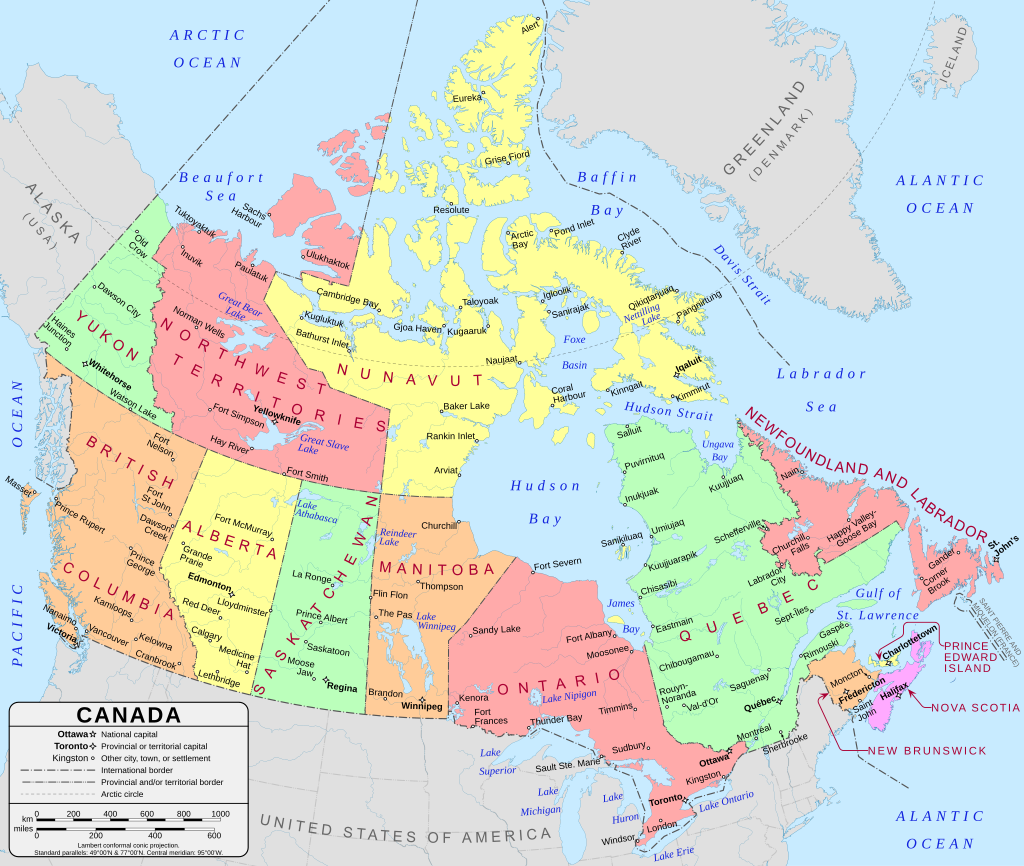 ARCTIC
OCEAN
ICELAND
GREENLAND
(DENMARK)
ALASKA
(USA)
Beaufort
Sea
Baffin
Bay
ALANTIC
OCEAN
Davis Strait
Labrador
Sea
Alert
Eureka
Grise Fiord
Resolute
Arctic
Bay
Pond Inlet
Clyde
River
Sachs
Harbour
Tuktoyaktuk
Ulukhaktok
Inuvik
Paulatuk
Old
Crow
Dawson City
Haines
Junction
YUKON
Whitehorse
Watson Lake
Great Bear
Lake
Norman Wells
NORTHWEST
TERRITORIES
Fort Simpson
Yellowknife
Hay River
Great Slave
Lake
Fort Smith
Cambridge Bay
Kugluktuk
Bathurst Inlet
Gjoa Haven
Taloyoak
Kugaaruk
Igloolik
Sanirajak
Qikiqtarjuaq
Nettilling
Lake
Pangnirtung
Foxe
Basin
Naujaat
NUNAVUT
Coral
Harbour
Iqaluit
Kinngait
Kimmirut
Baker Lake
Rankin Inlet
Arviat
Hudson Strait
Hudson
Bay
Ungava
Bay
PACIFIC
OCEAN
BRITISH
COLUMBIA
Fort
Nelson
Fort
St John
Dawson
Creek
Masset
Prince Rupert
Prince
George
Kamloops
Nanaimo
Victoria
Vancouver
Kelowna
Cranbrook
ALBERTA
Fort McMurray
Grande
Prarie
Edmonton
Lloydminster
Red Deer
Calgary
Medicine
Hat
Lethbridge
SASKATCHEWAN
Lake
Athabasca
La Ronge
Prince Albert
Saskatoon
Moose
Jaw
Regina
MANITOBA
Reindeer
Lake
Churchill
Thompson
Flin Flon
The Pas
Lake
Winnipeg
Brandon
Winnipeg
ONTARIO
Fort Severn
Sandy Lake
Fort Albany
Moosonee
Lake Nipigon
Kenora
Fort
Frances
Thunder Bay
Timmins
Sudbury
Sault Ste. Marie
Ottawa
Kingston
Toronto
London
Windsor
Lake
Superior
Lake
Michigan
Lake
Huron
Lake Ontario
Lake Erie
James
Bay
Sanikiluaq
QUEBEC
Salluit
Puvirnituq
Inukjuak
Kuujjuaq
Umiujaq
Kuujjuarapik
Schefferville
Chisasibi
Eastmain
Labrador
City
Sept-Îles
Chibougamau
Rouyn-
Noranda
Val-d'Or
Saguenay
Québec
Montréal
Sherbrooke
Gaspé
Rimouski
Gulf of
St. Lawrence
NEWFOUNDLAND AND LABRADOR
Nain
Happy Valley-
Goose Bay
Churchill
Falls
Gander
Corner
Brook
St.
John's
SAINT PIERRE AND
MIQUELON (FRANCE)
Charlottetown
PRINCE
EDWARD
ISLAND
Moncton
Fredericton
Saint
John
Halifax
NOVA SCOTIA
NEW BRUNSWICK
ALANTIC
OCEAN
UNITED STATES OF AMERICA
CANADA
Ottawa National capital
Toronto Provincial or territorial capital
Kingston Other city, town, or settlement
International border
Provincial and/or territorial border
Arctic circle
km 0 200 400 600 800 1000
miles 0 200 400 600
Lambert conformal conic projection.
Standard parallels: 49°00'N & 77°00'N. Central meridian: 95°00'W.